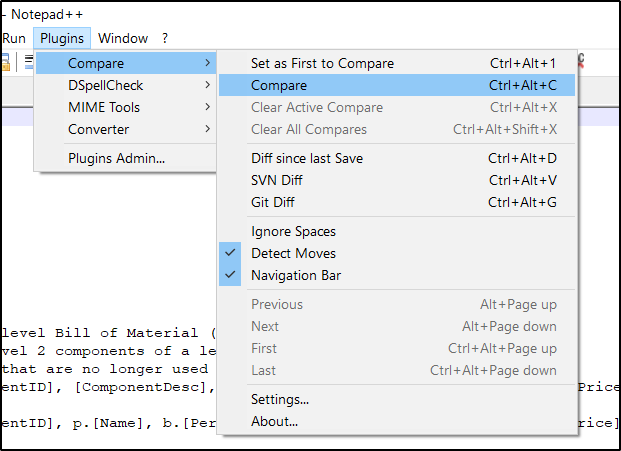 - Notepad++
Run Plugins Window ?
Compare
DSpellCheck
MIME Tools
Converter
Plugins Admin...
Set as First to Compare Ctrl+Alt+1
Compare Ctrl+Alt+C
Clear Active Compare Ctrl+Alt+X
Clear All Compares Ctrl+Alt+Shift+X
Diff since last Save Ctrl+Alt+D
SVN Diff Ctrl+Alt+V
Git Diff Ctrl+Alt+G
Ignore Spaces
Detect Moves
Navigation Bar
Previous Alt+Page up
Next Alt+Page down
First Ctrl+Alt+Page up
Last Ctrl+Alt+Page down
Settings...
About...
level Bill of Material (
vel 2 components of a le
that are no longer used
entID], [ComponentDesc], Price
entID], p.[Name], b.[Per rice]